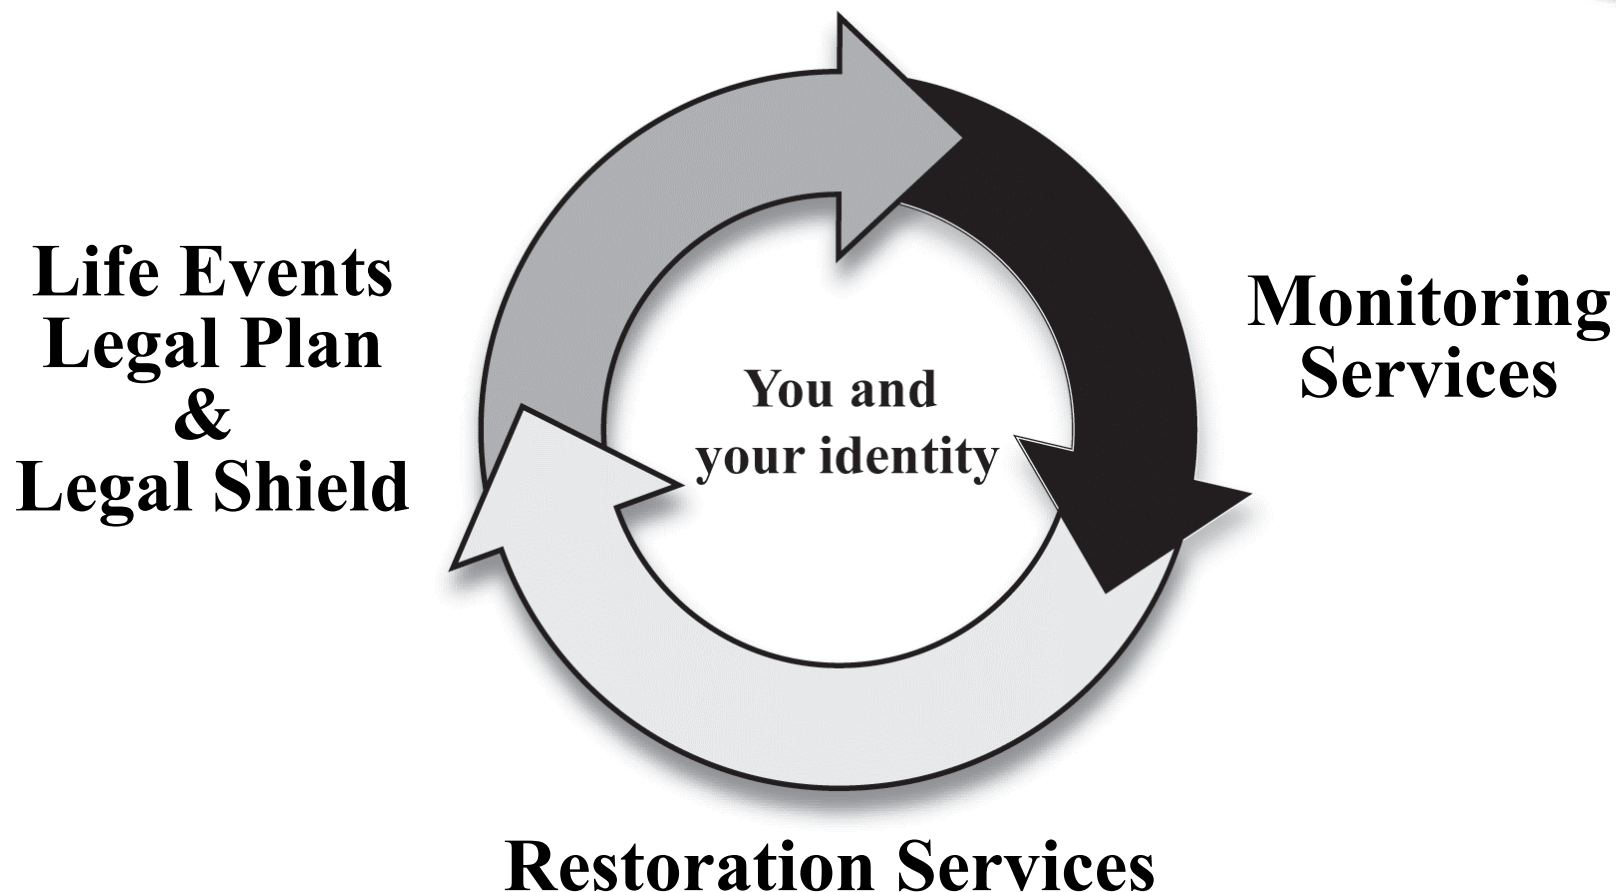 Life Events
Legal Plan
&
Legal Shield
You and
your identity
Monitoring
Services
Restoration Services